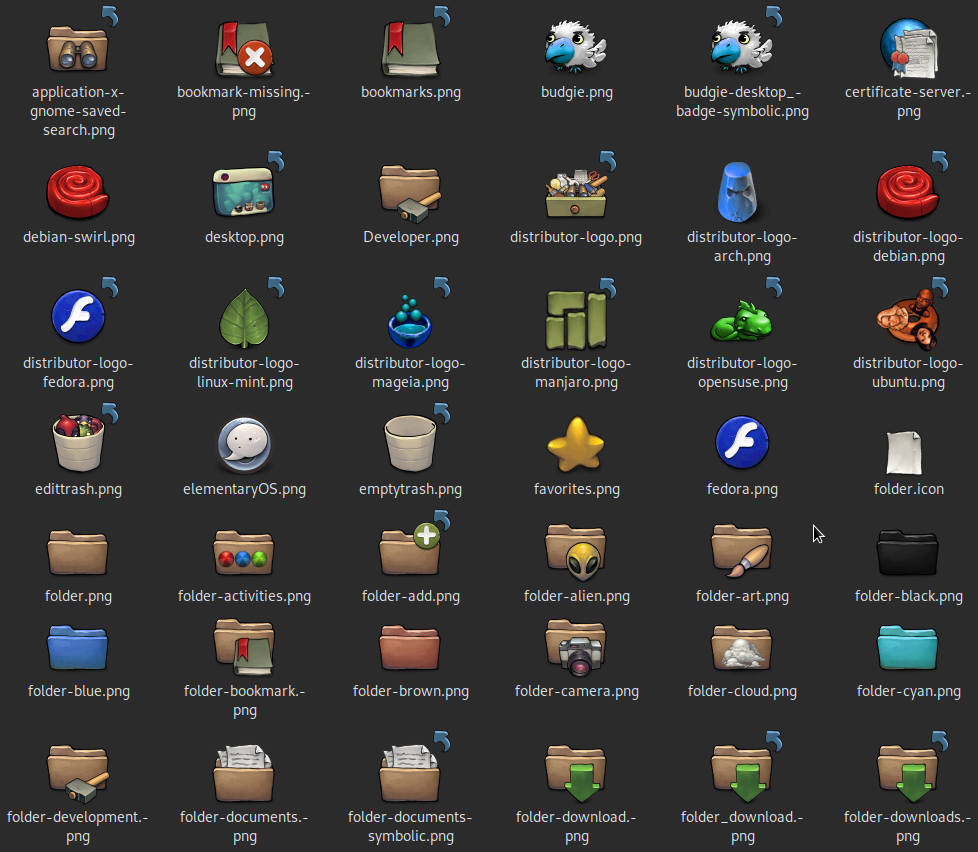 application-x-
gnome-saved-
search.png
bookmark-missing.-
png
bookmarks.png
budgie.png
budgie-desktop_-
badge-symbolic.png
certificate-server.-
png
debian-swirl.png
desktop.png
Developer.png
distributor-logo.png
distributor-logo-
arch.png
distributor-logo-
debian.png
distributor-logo-
fedora.png
distributor-logo-
linux-mint.png
distributor-logo-
mageia.png
distributor-logo-
manjaro.png
distributor-logo-
opensuse.png
distributor-logo-
ubuntu.png
edittrash.png
elementaryOS.png
emptytrash.png
favorites.png
fedora.png
folder.icon
folder.png
folder-activities.png
folder-add.png
folder-alien.png
folder-art.png
folder-black.png
folder-blue.png
folder-bookmark.-
png
folder-brown.png
folder-camera.png
folder-cloud.png
folder-cyan.png
folder-development.-
png
folder-documents.-
png
folder-documents-
symbolic.png
folder-download.-
png
folder_download.-
png
folder-downloads.-
png